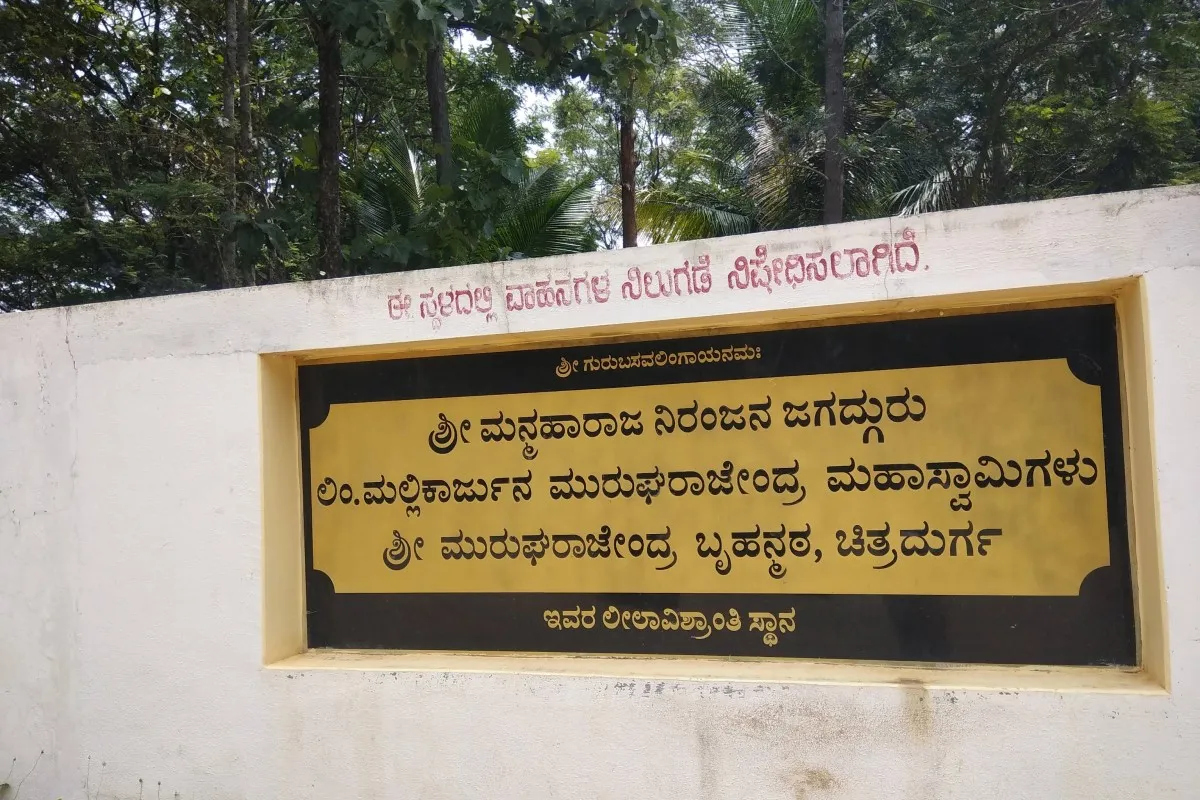 ಈ ಸ್ಥಳದಲ್ಲಿ ವಾಹನಗಳ ನಿಲುಗಡೆ ನಿಷೇಧಿಸಲಾಗಿದೆ.
ಶ್ರೀ ಗುರುಬಸವಲಿಂಗಾಯನಮಃ
ಶ್ರೀ ಮನ್ಮಹಾರಾಜ ನಿರಂಜನ ಜಗದ್ಗುರು
ಲಿಂ.ಮಲ್ಲಿಕಾರ್ಜುನ ಮುರುಘರಾಜೇಂದ್ರ ಮಹಾಸ್ವಾಮಿಗಳು
ಶ್ರೀ ಮುರುಘರಾಜೇಂದ್ರ ಬೃಹನ್ಮಠ, ಚಿತ್ರದುರ್ಗ
ಇವರ ಲೀಲಾವಿಶ್ರಾಂತಿ ಸ್ಥಾನ